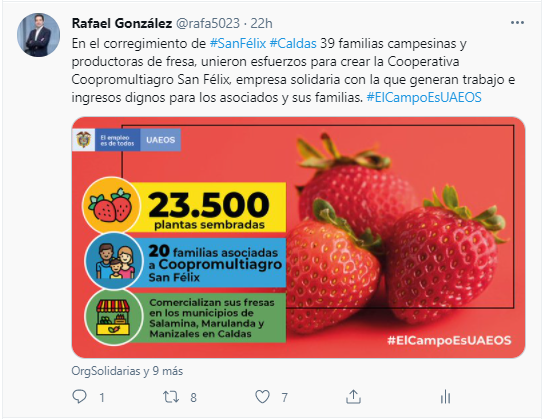 Rafael González @rafa5023 · 22h
En el corregimiento de #SanFélix #Caldas 39 familias campesinas y
productoras de fresa, unieron esfuerzos para crear la Cooperativa
Coopromultiagro San Félix, empresa solidaria con la que generan trabajo e
ingresos dignos para los asociados y sus familias. #ElCampoEsUAEOS
El empleo
es de todos
UAEOS
23.500
plantas sembradas
20 familias asociadas
a Coopromultiagro
San Félix
Comercializan sus fresas
en los municipios de
Salamina, Marulanda y
Manizales en Caldas
#ElCampoEsUAEOS
OrgSolidarias y 9 más
1 8 7